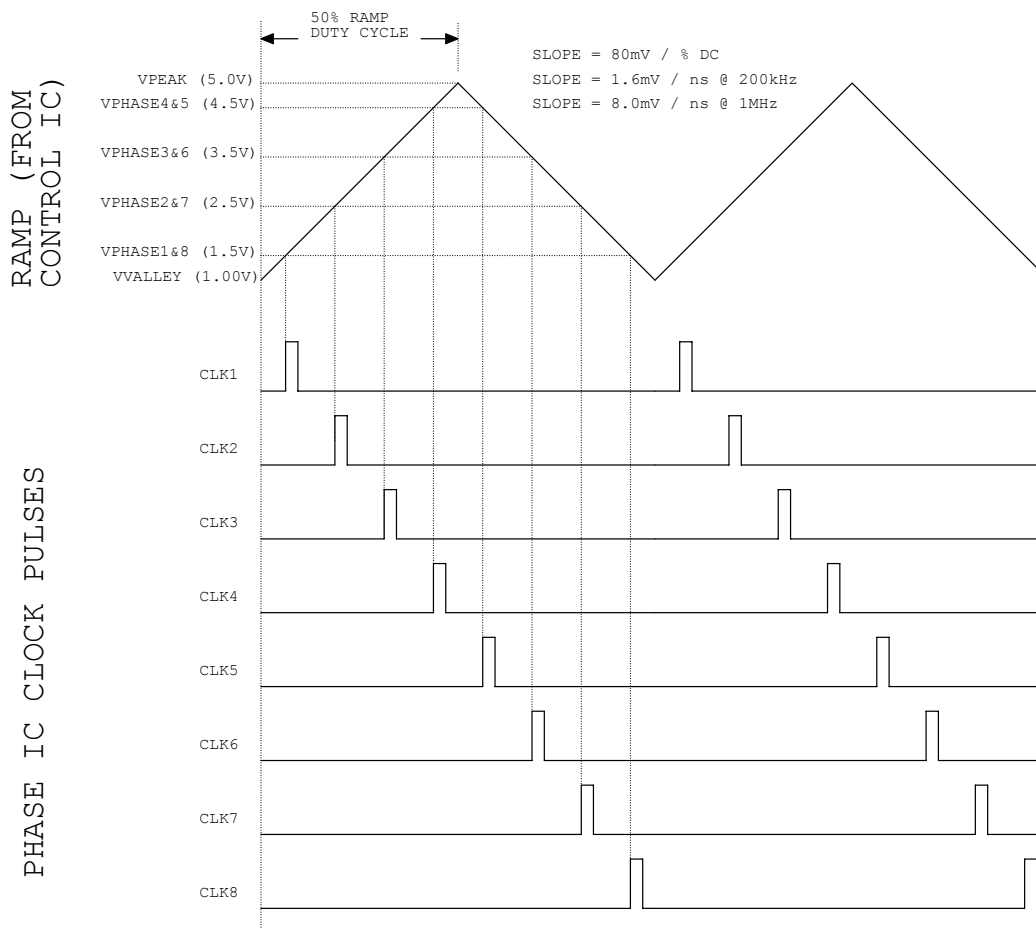 50% RAMP
DUTY CYCLE
SLOPE = 80mV / % DC
SLOPE = 1.6mV / ns @ 200kHz
SLOPE = 8.0mV / ns @ 1MHz
RAMP (FROM
CONTROL IC)
VPEAK (5.0V)
VPHASE4&5 (4.5V)
VPHASE3&6 (3.5V)
VPHASE2&7 (2.5V)
VPHASE1&8 (1.5V)
VVALLEY (1.00V)
PHASE IC CLOCK PULSES
CLK1
CLK2
CLK3
CLK4
CLK5
CLK6
CLK7
CLK8